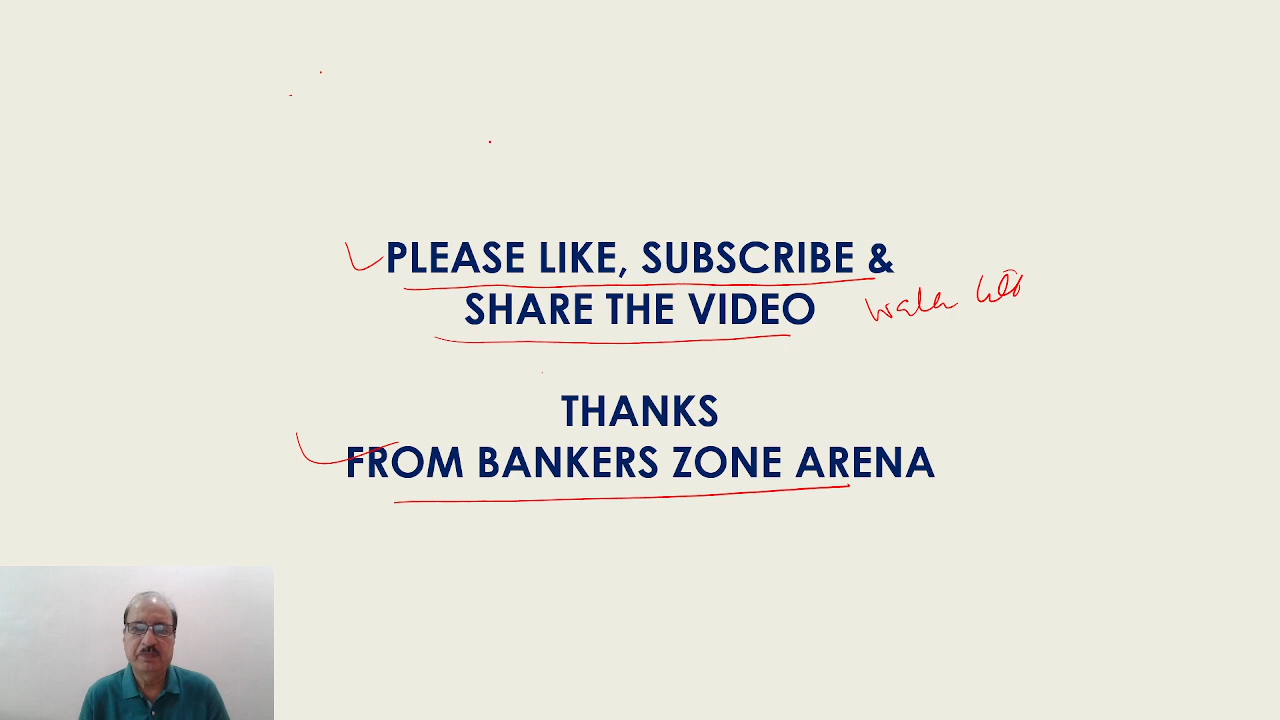 PLEASE LIKE, SUBSCRIBE &
SHARE THE VIDEO
THANKS
FROM BANKERS ZONE ARENA